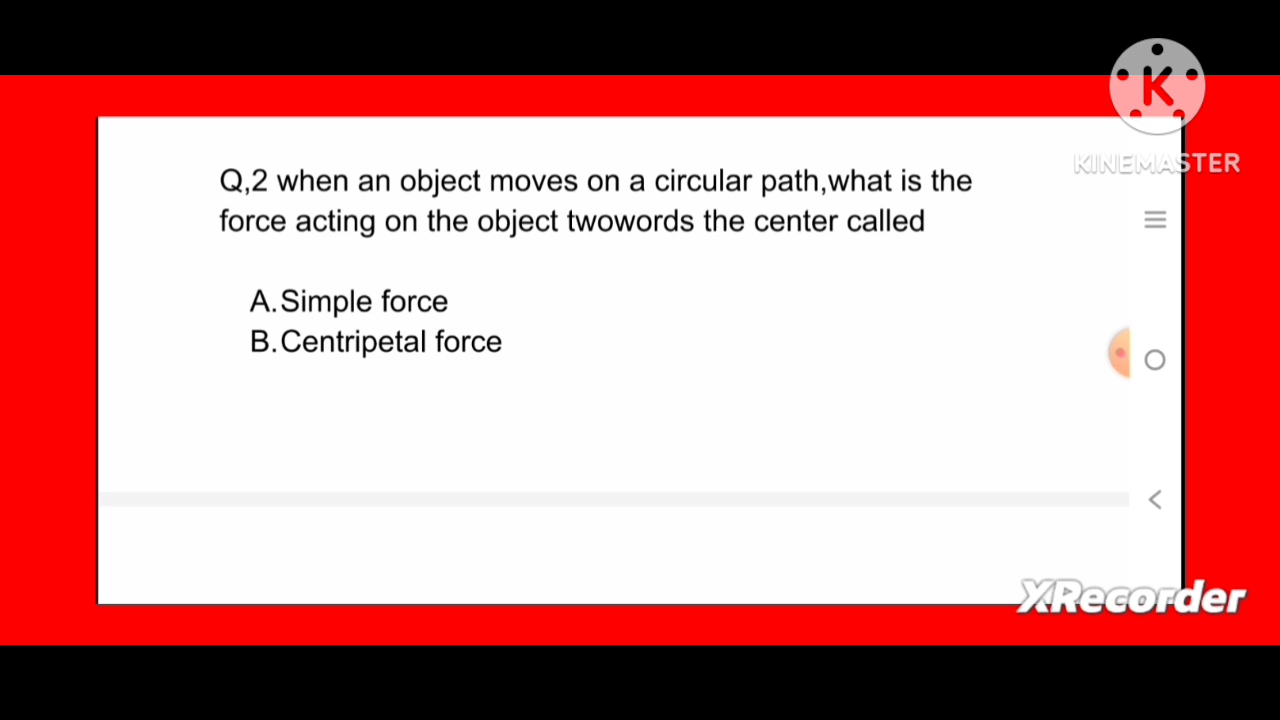 K
KINEMASTER
Q,2 when an object moves on a circular path,what is the
force acting on the object twowords the center called
A.Simple force
B.Centripetal force
XRecorder